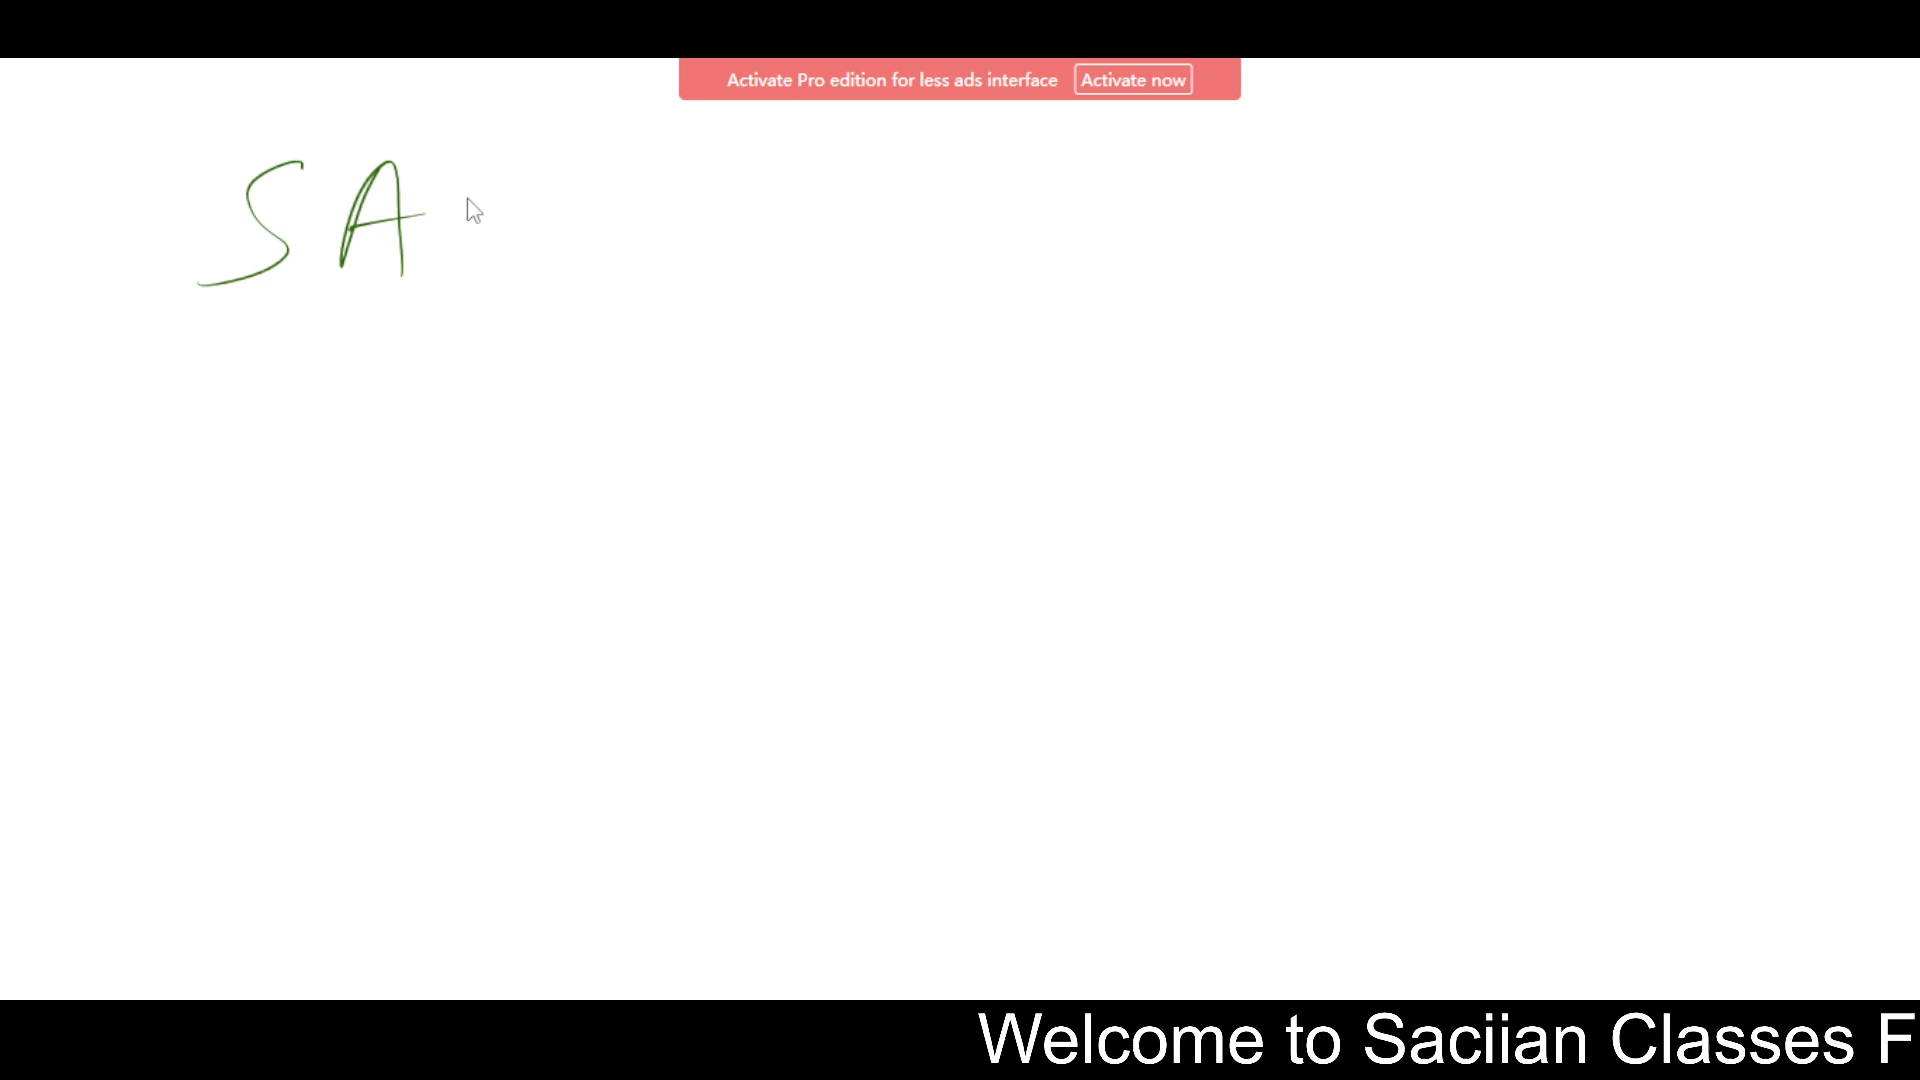 Activate Pro edition for less ads interface Activate now
SA
Welcome to Saciian Classes F